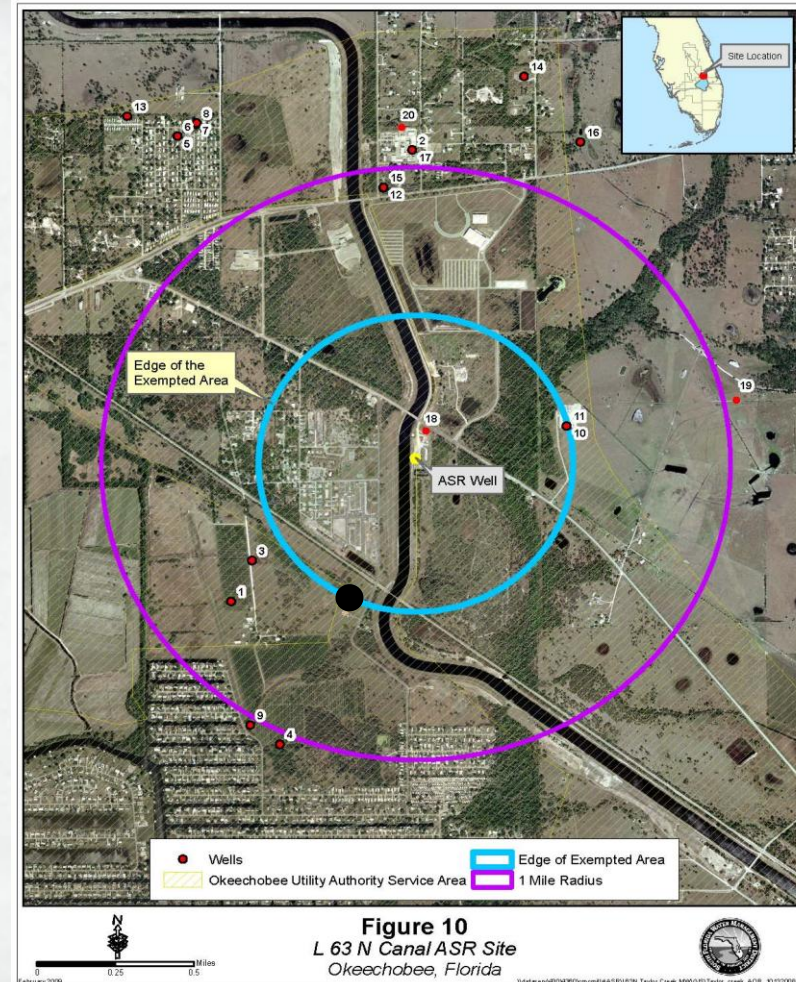 Site Location
14
13
8
6
7
5
20
2
17
16
15
12
Edge of the
Exempted Area
19
18
11
10
ASR Well
3
1
9
4
Wells
Edge of Exempted Area
Okeechobee Utility Authority Service Area
1 Mile Radius
N
Miles
0 0.25 0.5
Figure 10
L 63 N Canal ASR Site
Okeechobee, Florida
February 2009